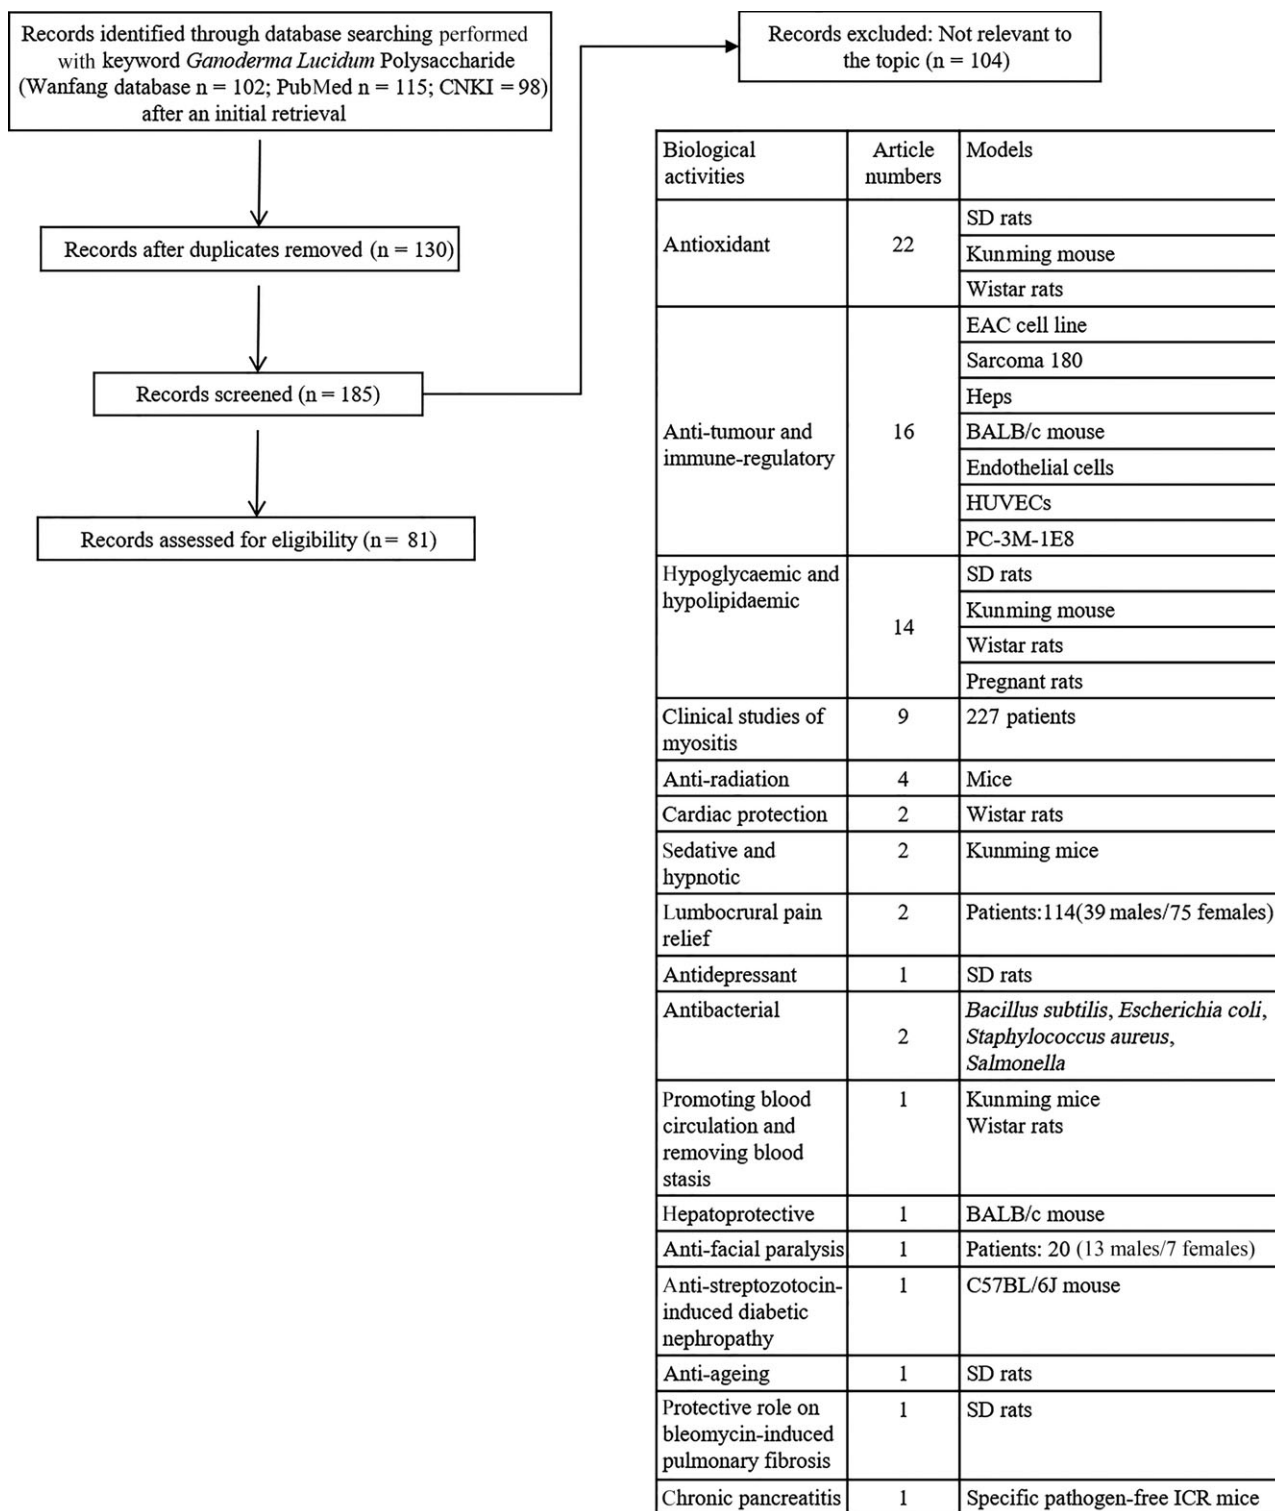 Records identified through database searching performed
with keyword Ganoderma Lucidum Polysaccharide
(Wanfang database n = 102; PubMed n = 115; CNKI = 98)
after an initial retrieval
Records excluded: Not relevant to
the topic (n = 104)
Records after duplicates removed (n = 130)
Records screened (n = 185)
Records assessed for eligibility (n = 81)
Biological
activities
Article
numbers
Models
Antioxidant
22
SD rats
Kunming mouse
Wistar rats
Anti-tumour and
immune-regulatory
16
EAC cell line
Sarcoma 180
Heps
BALB/c mouse
Endothelial cells
HUVECs
PC-3M-1E8
Hypoglycaemic and
hypolipidaemic
14
SD rats
Kunming mouse
Wistar rats
Pregnant rats
Clinical studies of
myositis
9
227 patients
Anti-radiation
4
Mice
Cardiac protection
2
Wistar rats
Sedative and
hypnotic
2
Kunming mice
Lumbocrural pain
relief
2
Patients:114(39 males/75 females)
Antidepressant
1
SD rats
Antibacterial
2
Bacillus subtilis, Escherichia coli,
Staphylococcus aureus,
Salmonella
Promoting blood
circulation and
removing blood
stasis
1
Kunming mice
Wistar rats
Hepatoprotective
1
BALB/c mouse
Anti-facial paralysis
1
Patients: 20 (13 males/7 females)
Anti-streptozotocin-
induced diabetic
nephropathy
1
C57BL/6J mouse
Anti-ageing
1
SD rats
Protective role on
bleomycin-induced
pulmonary fibrosis
1
SD rats
Chronic pancreatitis
1
Specific pathogen-free ICR mice